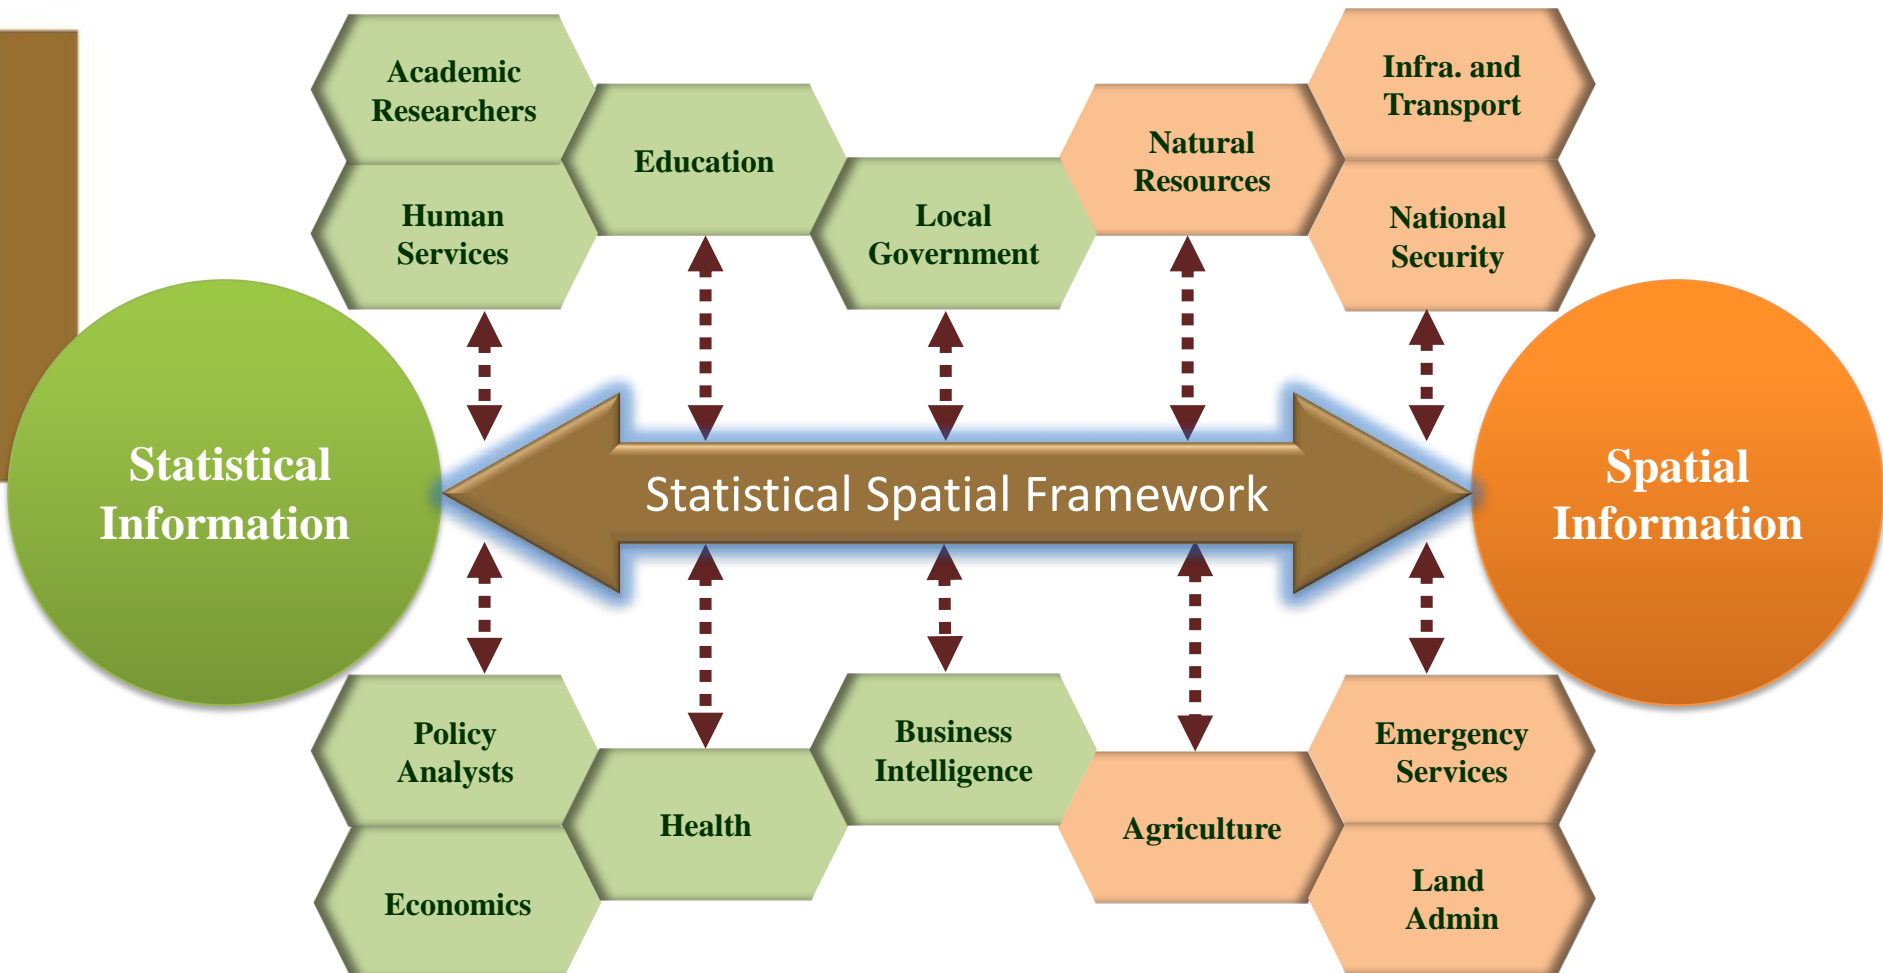 Academic
Researchers
Education
Human
Services
Local
Government
Natural
Resources
Infra. and
Transport
National
Security
Statistical
Information
Statistical Spatial Framework
Spatial
Information
Policy
Analysts
Economics
Health
Business
Intelligence
Agriculture
Emergency
Services
Land
Admin